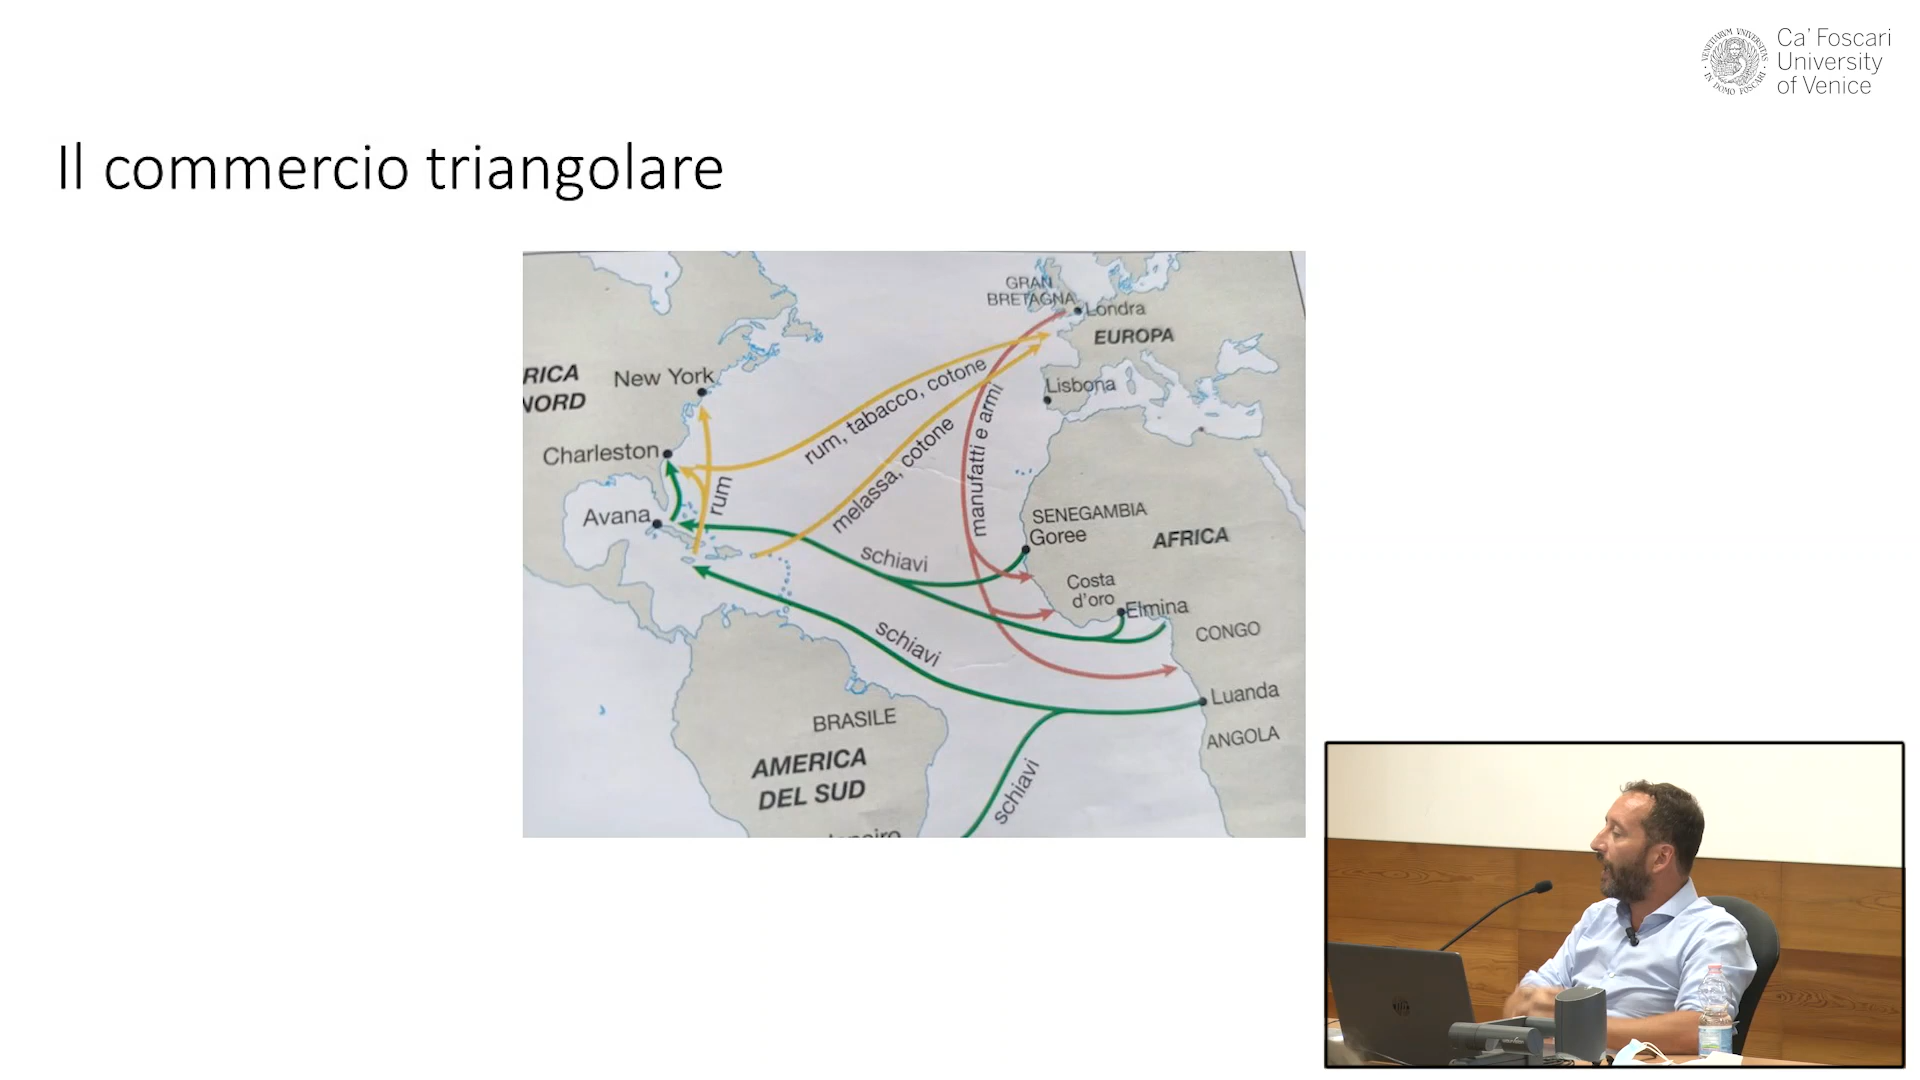 Ca' Foscari
University
of Venice
Il commercio triangolare
GRAN
BRETAGNA
Londra
EUROPA
RICA
NORD
New York
Lisbona
rum, tabacco, cotone
manufatti e armi
Charleston
melassa, cotone
rum
Avana
SENEGAMBIA
Goree
AFRICA
schiavi
Costa
d'oro
Elmina
CONGO
schiavi
Luanda
BRASILE
ANGOLA
AMERICA
DEL SUD
schiavi